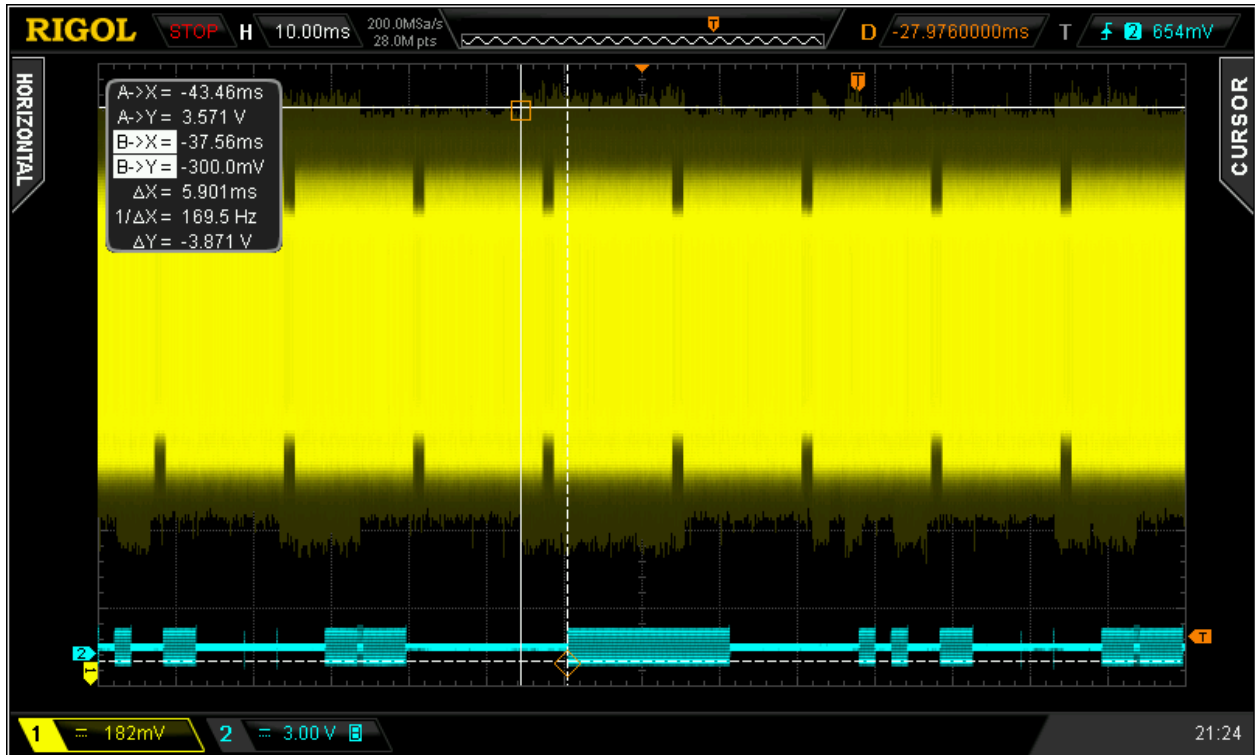 RIGOL STOP H 10.00ms 200.0MSa/s 28.0M pts D -27.9760000ms T 2 654mV
HORIZONTAL
CURSOR
A->X = -43.46ms
A->Y = 3.571 V
B->X = -37.56ms
B->Y = -300.0mV
ΔX = 5.901ms
1/ΔX = 169.5 Hz
ΔY = -3.871 V
T
T
2
1
1 182mV 2 3.00 V B 21:24